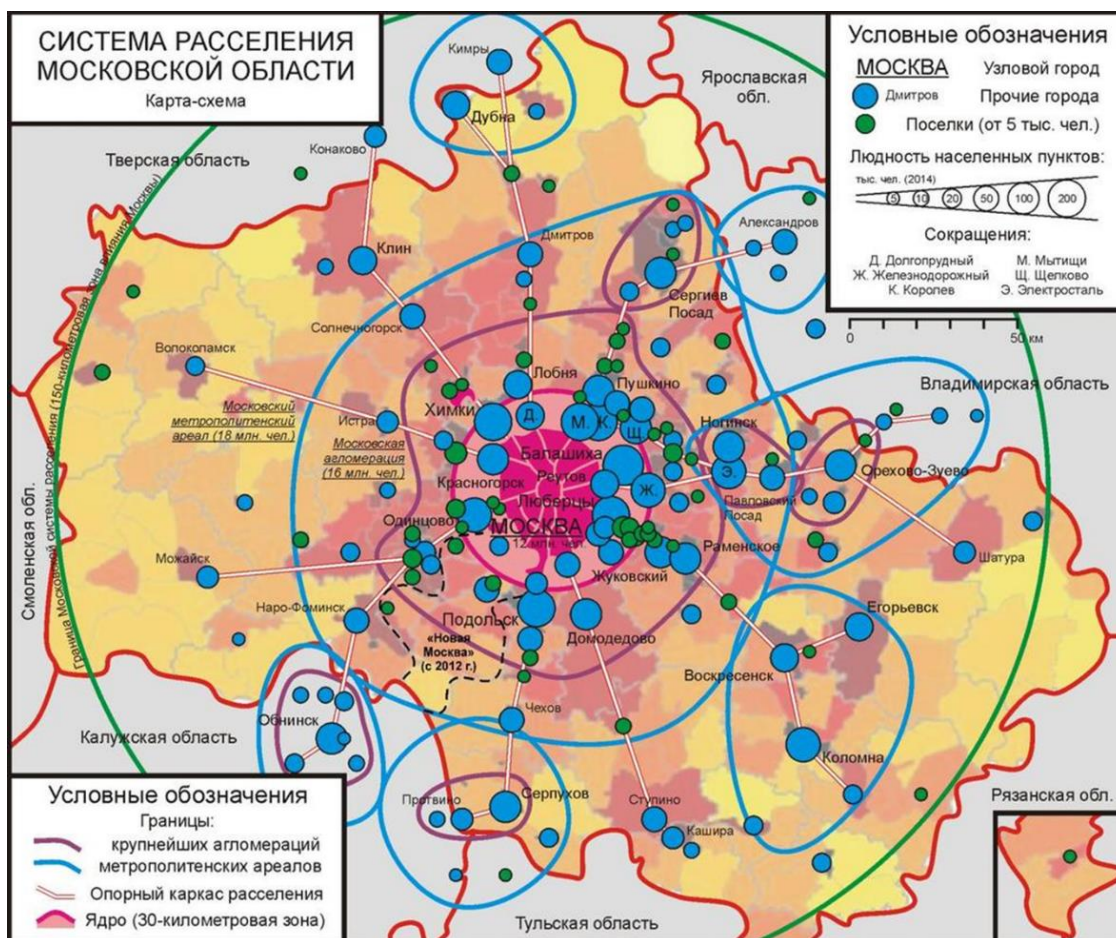 СИСТЕМА РАССЕЛЕНИЯ
МОСКОВСКОЙ ОБЛАСТИ
Карта-схема
Условные обозначения
МОСКВА Узловой город
Дмитров Прочие города
Поселки (от 5 тыс. чел.)
Людность населенных пунктов:
тыс. чел. (2014)
5 10 20 50 100 200
Сокращения:
Д. Долгопрудный М. Мытищи
Ж. Железнодорожный Щ. Щелково
К. Королев Э. Электросталь
0 50 км
Кимры
Дубна
Ярославская
обл.
Конаково
Тверская область
Александров
Дмитров
Клин
Сергиев
Посад
Солнечногорск
Волоколамск
Лобня
Пушкино
Владимирская область
Московский
метрополитенский
ареал (18 млн. чел.)
Истра
Химки
Д.
М.
К.
Щ.
Ногинск
Московская
агломерация
(16 млн. чел.)
Балашиха
Красногорск
Реутов
Ж.
Э.
Орехово-Зуево
Павловский
Посад
Люберцы
Одинцово
МОСКВА
12 млн. чел.
Раменское
Шатура
Можайск
Жуковский
Смоленская обл.
Граница Московской системы расселения (150-километровая зона влияния Москвы)
Наро-Фоминск
Подольск
Домодедово
Егорьевск
«Новая
Москва»
(с 2012 г.)
Воскресенск
Обнинск
Чехов
Калужская область
Коломна
Протвино
Серпухов
Ступино
Кашира
Рязанская обл.
Тульская область
Условные обозначения
Границы:
крупнейших агломераций
метрополитенских ареалов
Опорный каркас расселения
Ядро (30-километровая зона)